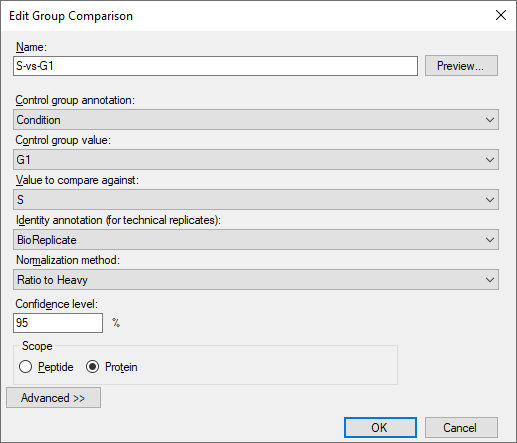 Edit Group Comparison
Name:
S-vs-G1
Preview...
Control group annotation:
Condition
Control group value:
G1
Value to compare against:
S
Identity annotation (for technical replicates):
BioReplicate
Normalization method:
Ratio to Heavy
Confidence level:
95 %
Scope
Peptide Protein
Advanced >>
OK Cancel